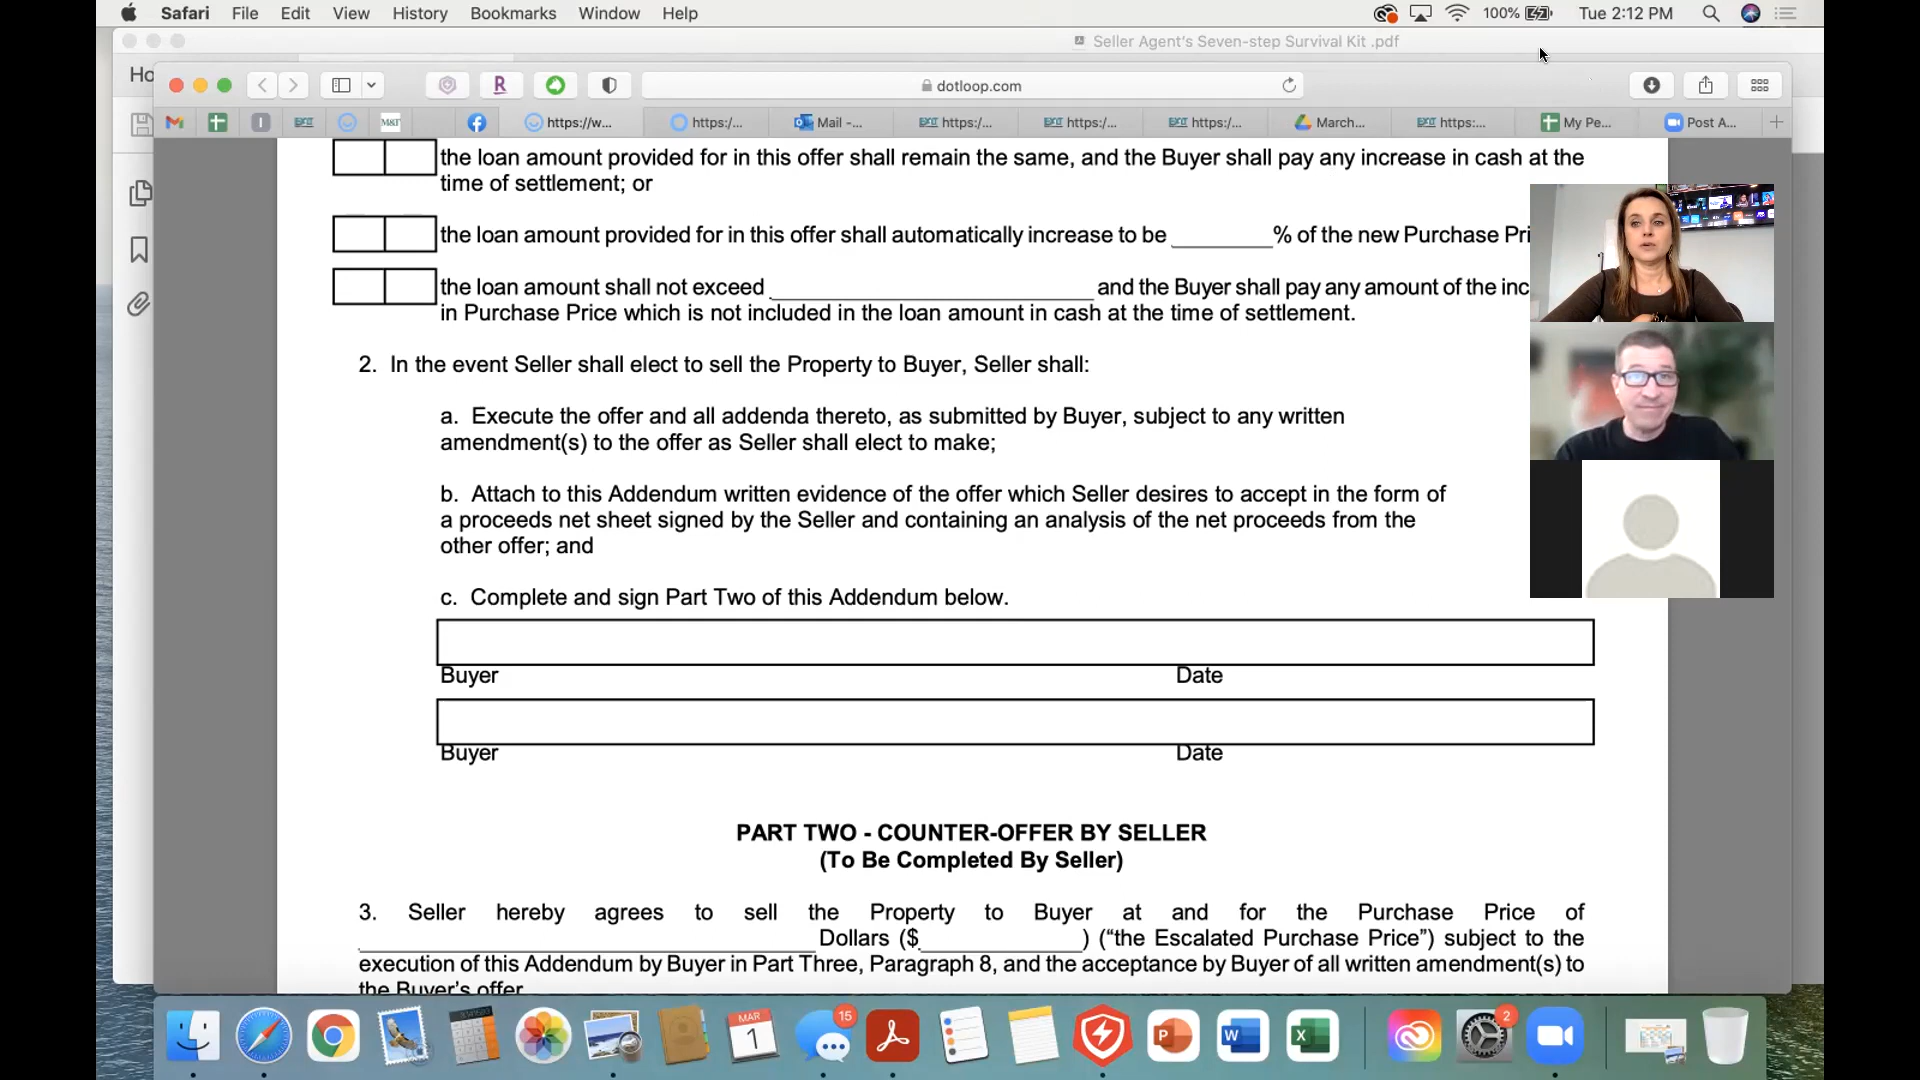 Safari File Edit View History Bookmarks Window Help 100% Tue 2:12 PM
Seller Agent's Seven-step Survival Kit .pdf
Ho
dotloop.com
https://w... https:/... Mail -... https:/... https:/... https:/... March... https:... My Pe... Post A...
the loan amount provided for in this offer shall remain the same, and the Buyer shall pay any increase in cash at the
time of settlement; or
the loan amount provided for in this offer shall automatically increase to be ________% of the new Purchase Pri
the loan amount shall not exceed __________________________ and the Buyer shall pay any amount of the inc
in Purchase Price which is not included in the loan amount in cash at the time of settlement.
2. In the event Seller shall elect to sell the Property to Buyer, Seller shall:
a. Execute the offer and all addenda thereto, as submitted by Buyer, subject to any written
amendment(s) to the offer as Seller shall elect to make;
b. Attach to this Addendum written evidence of the offer which Seller desires to accept in the form of
a proceeds net sheet signed by the Seller and containing an analysis of the net proceeds from the
other offer; and
c. Complete and sign Part Two of this Addendum below.
Buyer Date
Buyer Date
PART TWO - COUNTER-OFFER BY SELLER
(To Be Completed By Seller)
3. Seller hereby agrees to sell the Property to Buyer at and for the Purchase Price of
_____________________________________Dollars ($_____________) (“the Escalated Purchase Price”) subject to the
execution of this Addendum by Buyer in Part Three, Paragraph 8, and the acceptance by Buyer of all written amendment(s) to
the Buyer's offer.
MAR
1
15
P
W
X
2